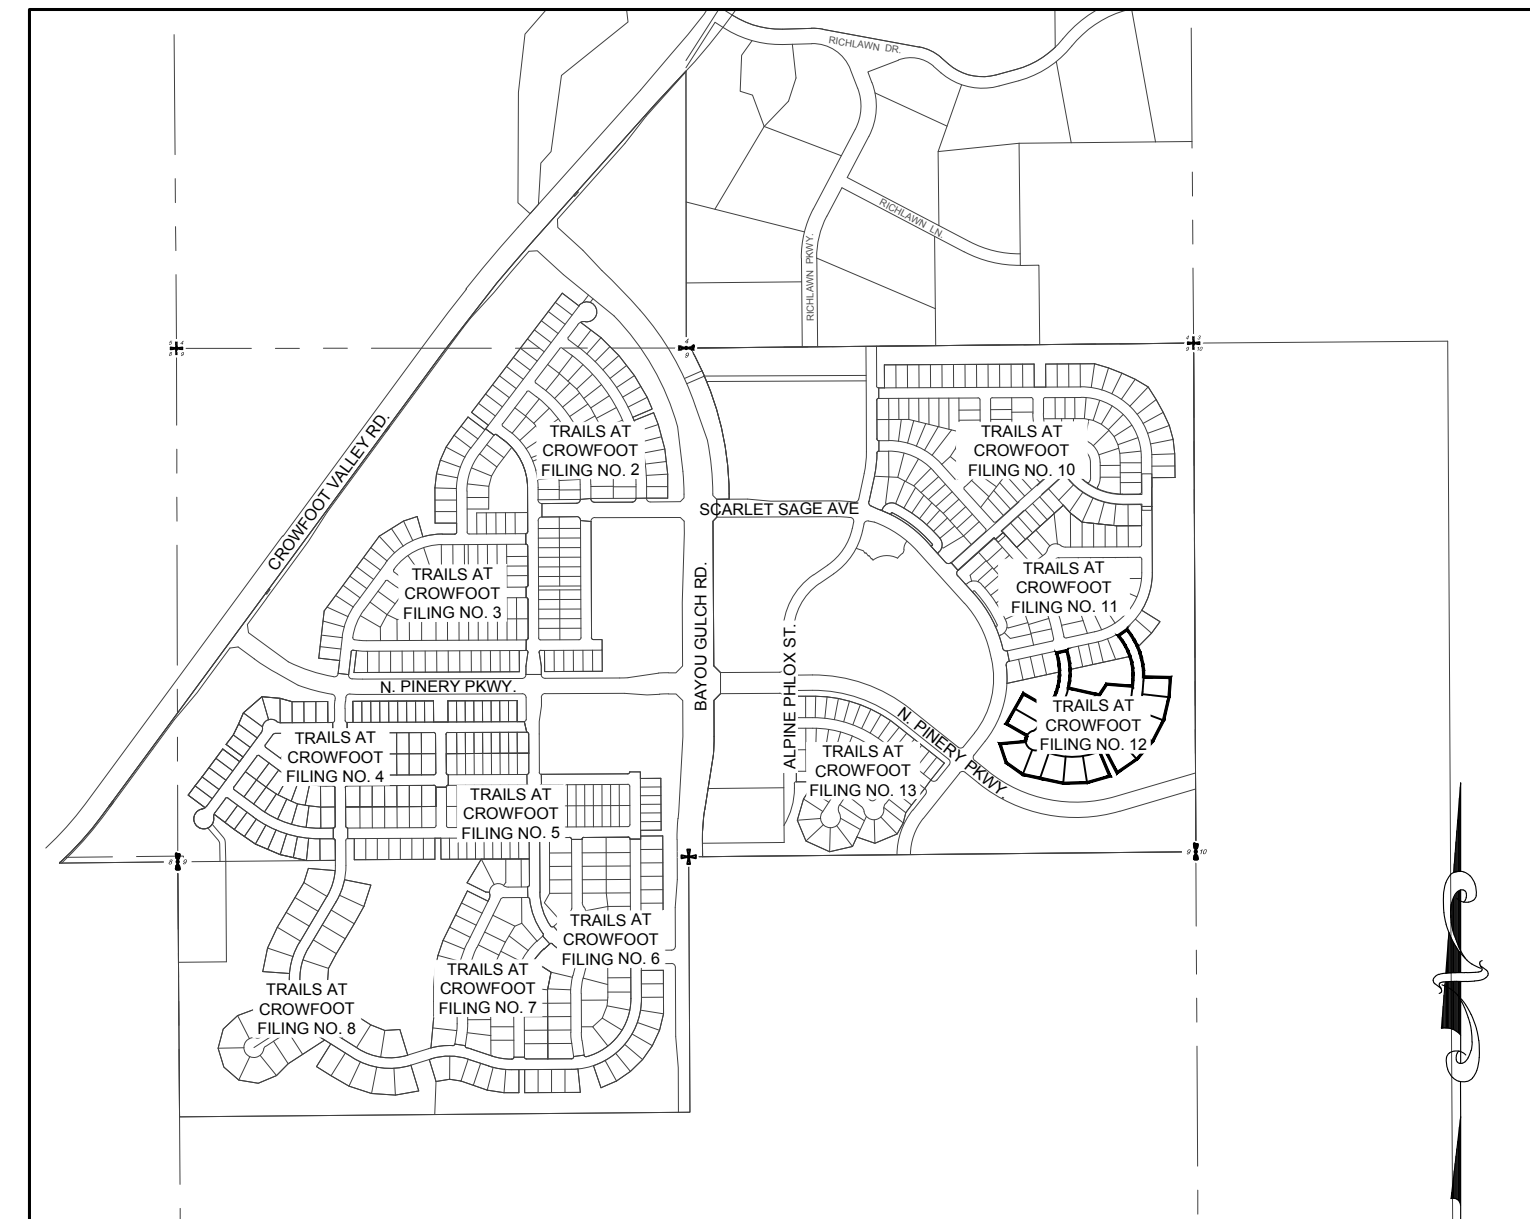 RICHLAWN DR.
RICHLAWN LN.
RICHLAWN PKWY.
CROWFOOT VALLEY RD.
TRAILS AT
CROWFOOT
FILING NO. 2
TRAILS AT
CROWFOOT
FILING NO. 10
SCARLET SAGE AVE
TRAILS AT
CROWFOOT
FILING NO. 3
BAYOU GULCH RD.
ALPINE PHLOX ST.
TRAILS AT
CROWFOOT
FILING NO. 11
N. PINERY PKWY.
N. PINERY PKWY.
TRAILS AT
CROWFOOT
FILING NO. 12
TRAILS AT
CROWFOOT
FILING NO. 4
TRAILS AT
CROWFOOT
FILING NO. 13
TRAILS AT
CROWFOOT
FILING NO. 5
TRAILS AT
CROWFOOT
FILING NO. 6
TRAILS AT
CROWFOOT
FILING NO. 7
TRAILS AT
CROWFOOT
FILING NO. 8